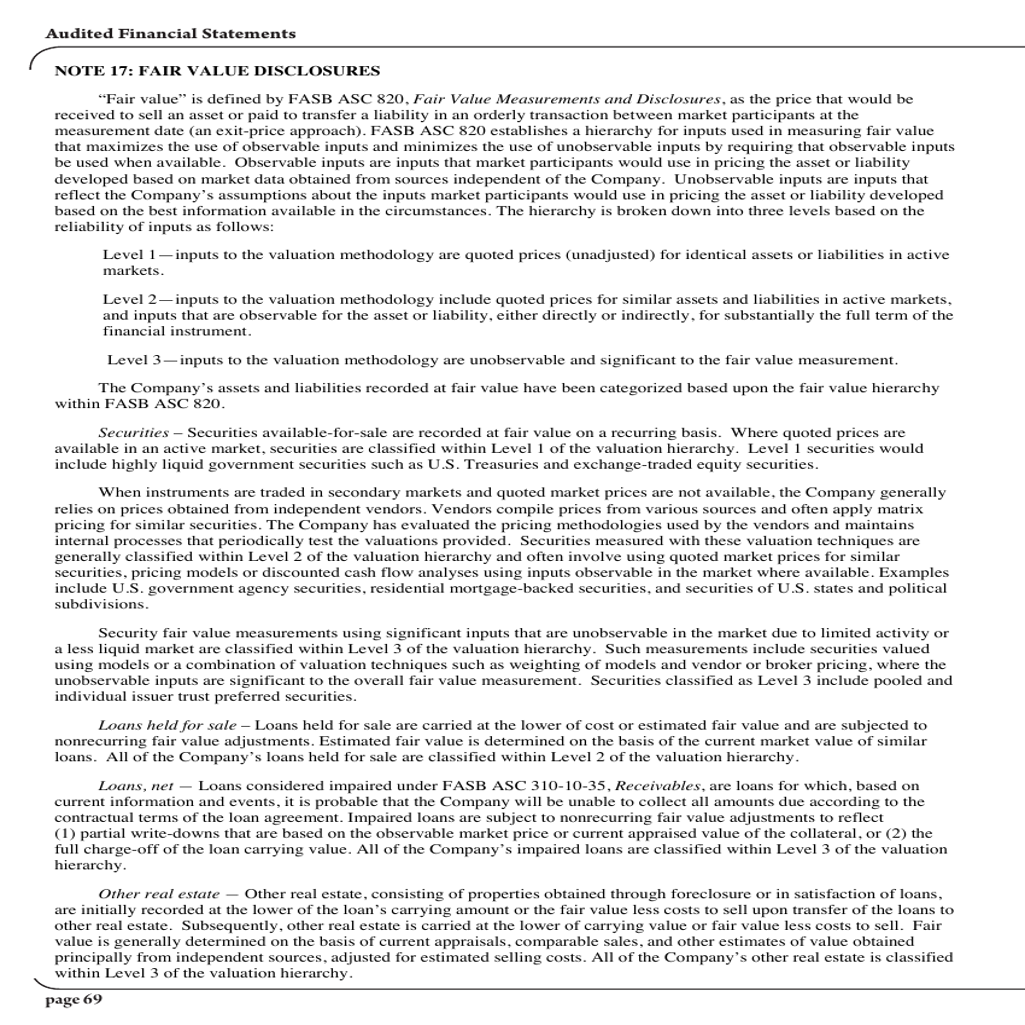 Audited Financial Statements
NOTE 17: FAIR VALUE DISCLOSURES
“Fair value” is defined by FASB ASC 820, Fair Value Measurements and Disclosures, as the price that would be
received to sell an asset or paid to transfer a liability in an orderly transaction between market participants at the
measurement date (an exit-price approach). FASB ASC 820 establishes a hierarchy for inputs used in measuring fair value
that maximizes the use of observable inputs and minimizes the use of unobservable inputs by requiring that observable inputs
be used when available. Observable inputs are inputs that market participants would use in pricing the asset or liability
developed based on market data obtained from sources independent of the Company. Unobservable inputs are inputs that
reflect the Company’s assumptions about the inputs market participants would use in pricing the asset or liability developed
based on the best information available in the circumstances. The hierarchy is broken down into three levels based on the
reliability of inputs as follows:
Level 1—inputs to the valuation methodology are quoted prices (unadjusted) for identical assets or liabilities in active
markets.
Level 2—inputs to the valuation methodology include quoted prices for similar assets and liabilities in active markets,
and inputs that are observable for the asset or liability, either directly or indirectly, for substantially the full term of the
financial instrument.
Level 3—inputs to the valuation methodology are unobservable and significant to the fair value measurement.
The Company’s assets and liabilities recorded at fair value have been categorized based upon the fair value hierarchy
within FASB ASC 820.
Securities – Securities available-for-sale are recorded at fair value on a recurring basis. Where quoted prices are
available in an active market, securities are classified within Level 1 of the valuation hierarchy. Level 1 securities would
include highly liquid government securities such as U.S. Treasuries and exchange-traded equity securities.
When instruments are traded in secondary markets and quoted market prices are not available, the Company generally
relies on prices obtained from independent vendors. Vendors compile prices from various sources and often apply matrix
pricing for similar securities. The Company has evaluated the pricing methodologies used by the vendors and maintains
internal processes that periodically test the valuations provided. Securities measured with these valuation techniques are
generally classified within Level 2 of the valuation hierarchy and often involve using quoted market prices for similar
securities, pricing models or discounted cash flow analyses using inputs observable in the market where available. Examples
include U.S. government agency securities, residential mortgage-backed securities, and securities of U.S. states and political
subdivisions.
Security fair value measurements using significant inputs that are unobservable in the market due to limited activity or
a less liquid market are classified within Level 3 of the valuation hierarchy. Such measurements include securities valued
using models or a combination of valuation techniques such as weighting of models and vendor or broker pricing, where the
unobservable inputs are significant to the overall fair value measurement. Securities classified as Level 3 include pooled and
individual issuer trust preferred securities.
Loans held for sale – Loans held for sale are carried at the lower of cost or estimated fair value and are subjected to
nonrecurring fair value adjustments. Estimated fair value is determined on the basis of the current market value of similar
loans. All of the Company’s loans held for sale are classified within Level 2 of the valuation hierarchy.
Loans, net — Loans considered impaired under FASB ASC 310-10-35, Receivables, are loans for which, based on
current information and events, it is probable that the Company will be unable to collect all amounts due according to the
contractual terms of the loan agreement. Impaired loans are subject to nonrecurring fair value adjustments to reflect
(1) partial write-downs that are based on the observable market price or current appraised value of the collateral, or (2) the
full charge-off of the loan carrying value. All of the Company’s impaired loans are classified within Level 3 of the valuation
hierarchy.
Other real estate — Other real estate, consisting of properties obtained through foreclosure or in satisfaction of loans,
are initially recorded at the lower of the loan’s carrying amount or the fair value less costs to sell upon transfer of the loans to
other real estate. Subsequently, other real estate is carried at the lower of carrying value or fair value less costs to sell. Fair
value is generally determined on the basis of current appraisals, comparable sales, and other estimates of value obtained
principally from independent sources, adjusted for estimated selling costs. All of the Company’s other real estate is classified
within Level 3 of the valuation hierarchy.
page 69